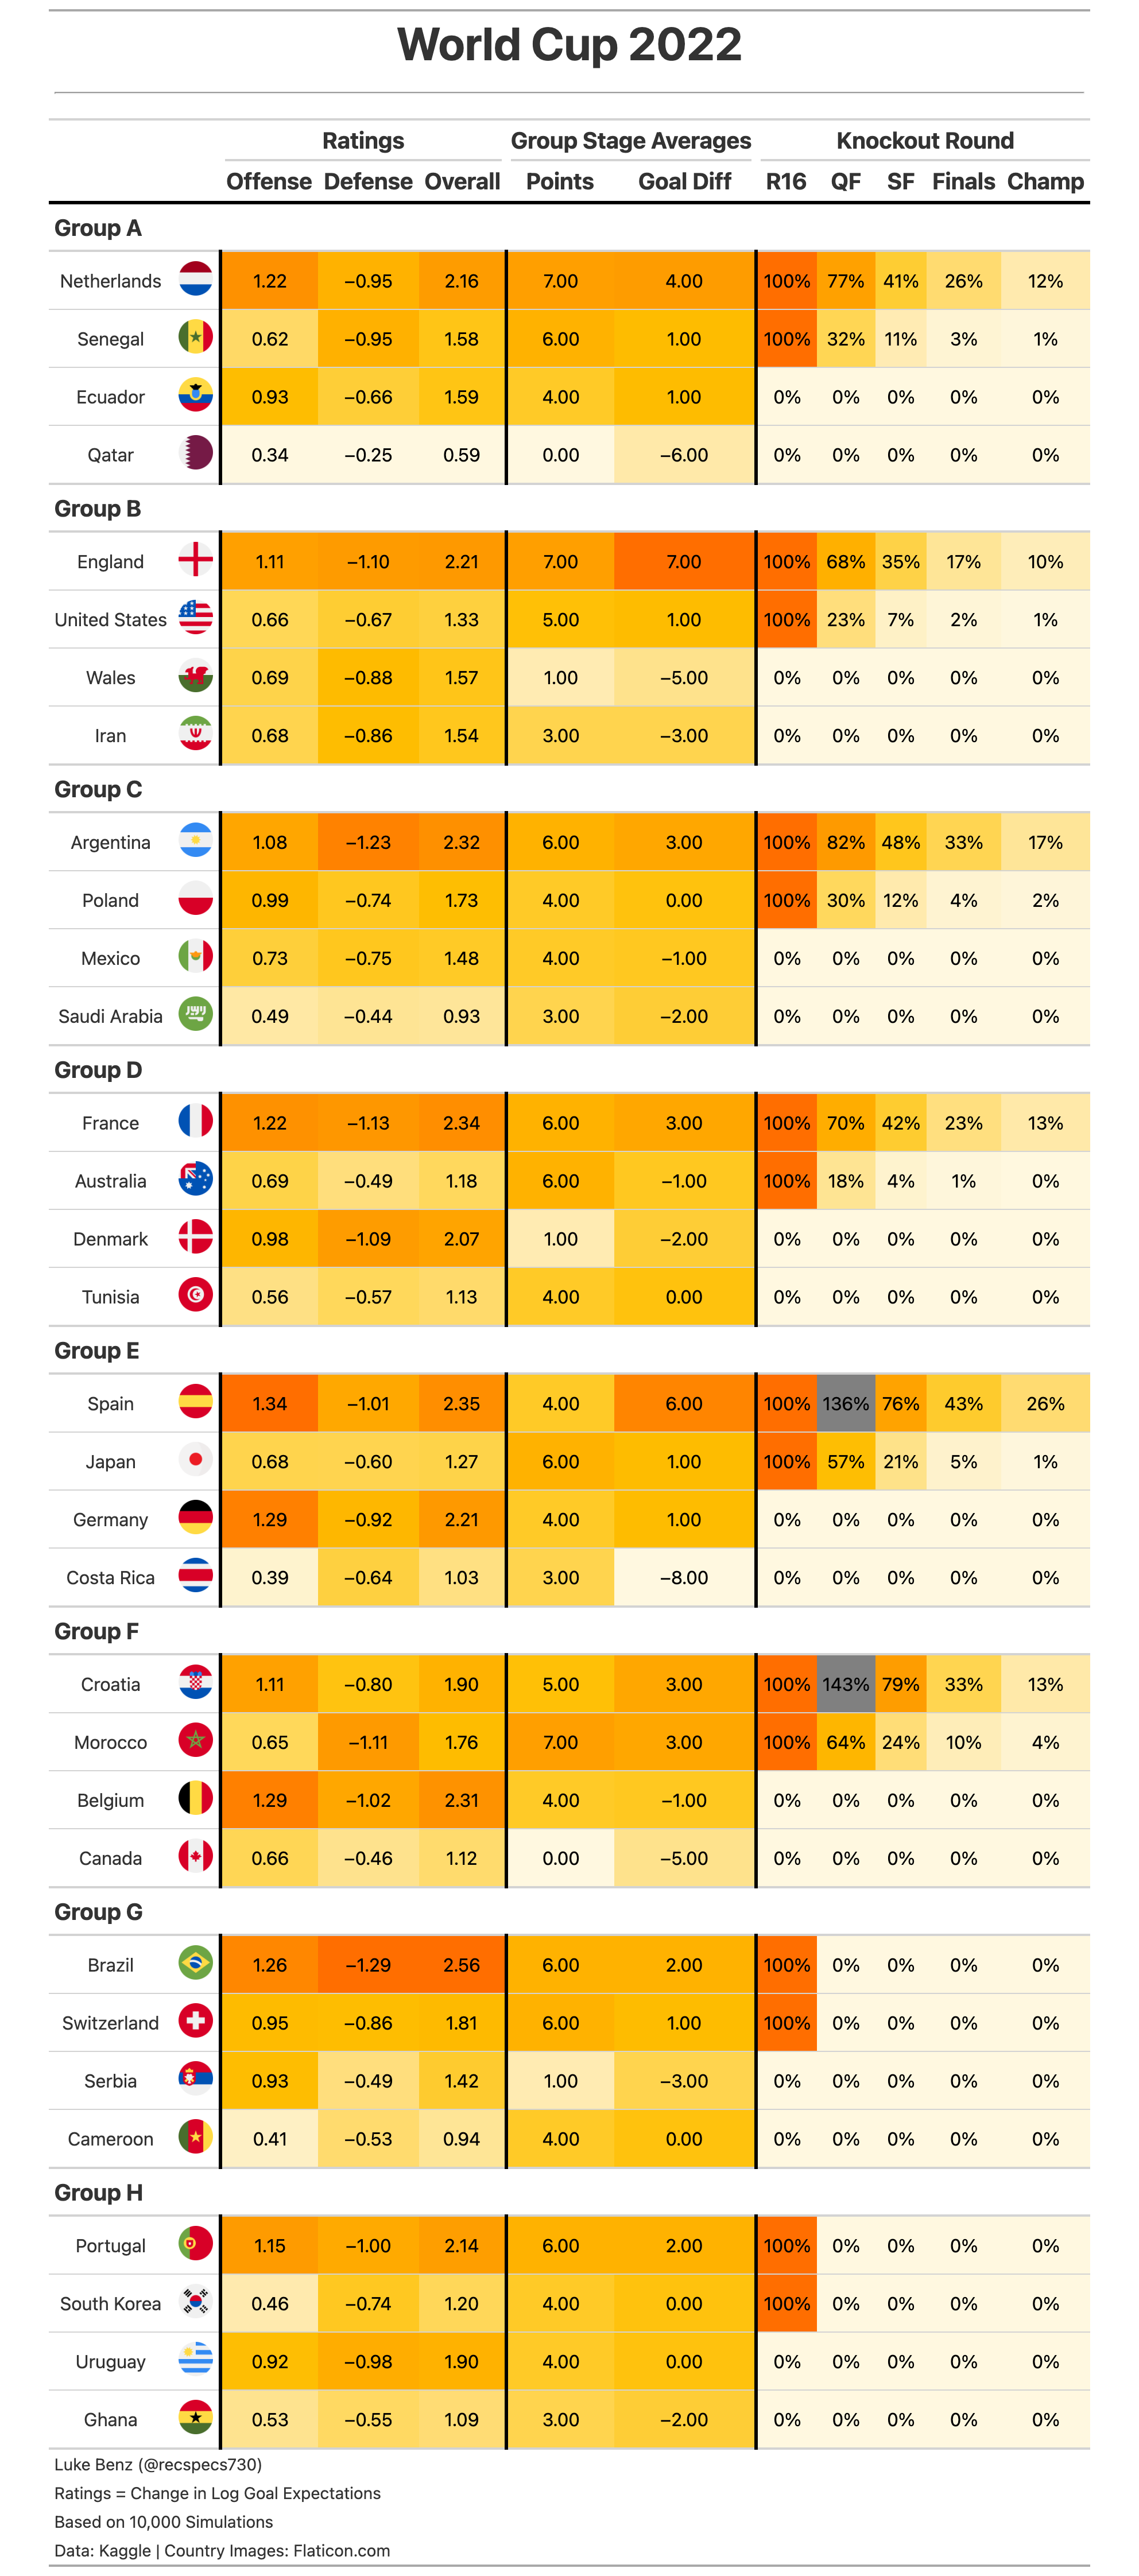 World Cup 2022
Ratings Group Stage Averages Knockout Round
Offense Defense Overall Points Goal Diff R16 QF SF Finals Champ
Group A
Netherlands 1.22 −0.95 2.16 7.00 4.00 100% 77% 41% 26% 12%
Senegal 0.62 −0.95 1.58 6.00 1.00 100% 32% 11% 3% 1%
Ecuador 0.93 −0.66 1.59 4.00 1.00 0% 0% 0% 0% 0%
Qatar 0.34 −0.25 0.59 0.00 −6.00 0% 0% 0% 0% 0%
Group B
England 1.11 −1.10 2.21 7.00 7.00 100% 68% 35% 17% 10%
United States 0.66 −0.67 1.33 5.00 1.00 100% 23% 7% 2% 1%
Wales 0.69 −0.88 1.57 1.00 −5.00 0% 0% 0% 0% 0%
Iran 0.68 −0.86 1.54 3.00 −3.00 0% 0% 0% 0% 0%
Group C
Argentina 1.08 −1.23 2.32 6.00 3.00 100% 82% 48% 33% 17%
Poland 0.99 −0.74 1.73 4.00 0.00 100% 30% 12% 4% 2%
Mexico 0.73 −0.75 1.48 4.00 −1.00 0% 0% 0% 0% 0%
Saudi Arabia 0.49 −0.44 0.93 3.00 −2.00 0% 0% 0% 0% 0%
Group D
France 1.22 −1.13 2.34 6.00 3.00 100% 70% 42% 23% 13%
Australia 0.69 −0.49 1.18 6.00 −1.00 100% 18% 4% 1% 0%
Denmark 0.98 −1.09 2.07 1.00 −2.00 0% 0% 0% 0% 0%
Tunisia 0.56 −0.57 1.13 4.00 0.00 0% 0% 0% 0% 0%
Group E
Spain 1.34 −1.01 2.35 4.00 6.00 100% 136% 76% 43% 26%
Japan 0.68 −0.60 1.27 6.00 1.00 100% 57% 21% 5% 1%
Germany 1.29 −0.92 2.21 4.00 1.00 0% 0% 0% 0% 0%
Costa Rica 0.39 −0.64 1.03 3.00 −8.00 0% 0% 0% 0% 0%
Group F
Croatia 1.11 −0.80 1.90 5.00 3.00 100% 143% 79% 33% 13%
Morocco 0.65 −1.11 1.76 7.00 3.00 100% 64% 24% 10% 4%
Belgium 1.29 −1.02 2.31 4.00 −1.00 0% 0% 0% 0% 0%
Canada 0.66 −0.46 1.12 0.00 −5.00 0% 0% 0% 0% 0%
Group G
Brazil 1.26 −1.29 2.56 6.00 2.00 100% 0% 0% 0% 0%
Switzerland 0.95 −0.86 1.81 6.00 1.00 100% 0% 0% 0% 0%
Serbia 0.93 −0.49 1.42 1.00 −3.00 0% 0% 0% 0% 0%
Cameroon 0.41 −0.53 0.94 4.00 0.00 0% 0% 0% 0% 0%
Group H
Portugal 1.15 −1.00 2.14 6.00 2.00 100% 0% 0% 0% 0%
South Korea 0.46 −0.74 1.20 4.00 0.00 100% 0% 0% 0% 0%
Uruguay 0.92 −0.98 1.90 4.00 0.00 0% 0% 0% 0% 0%
Ghana 0.53 −0.55 1.09 3.00 −2.00 0% 0% 0% 0% 0%
Luke Benz (@recspecs730)
Ratings = Change in Log Goal Expectations
Based on 10,000 Simulations
Data: Kaggle | Country Images: Flaticon.com